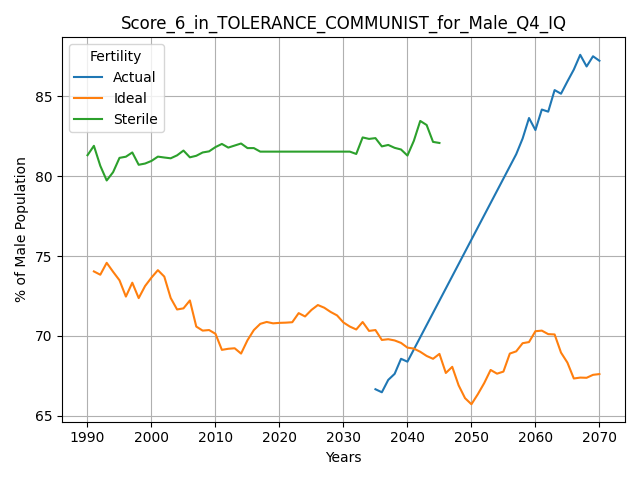 Score_6_in_TOLERANCE_COMMUNIST_for_Male_Q4_IQ
Fertility
Actual
Ideal
Sterile
% of Male Population
85
80
75
70
65
1990 2000 2010 2020 2030 2040 2050 2060 2070
Years